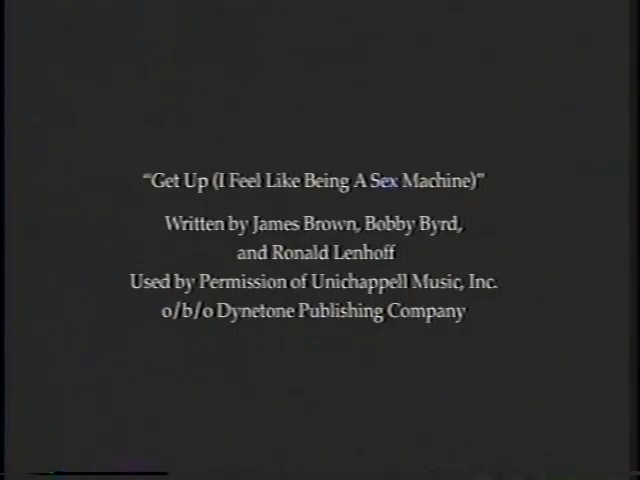 “Get Up (I Feel Like Being A Sex Machine)”
Written by James Brown, Bobby Byrd,
and Ronald Lenhoff
Used by Permission of Unichappell Music, Inc.
o/b/o Dynetone Publishing Company